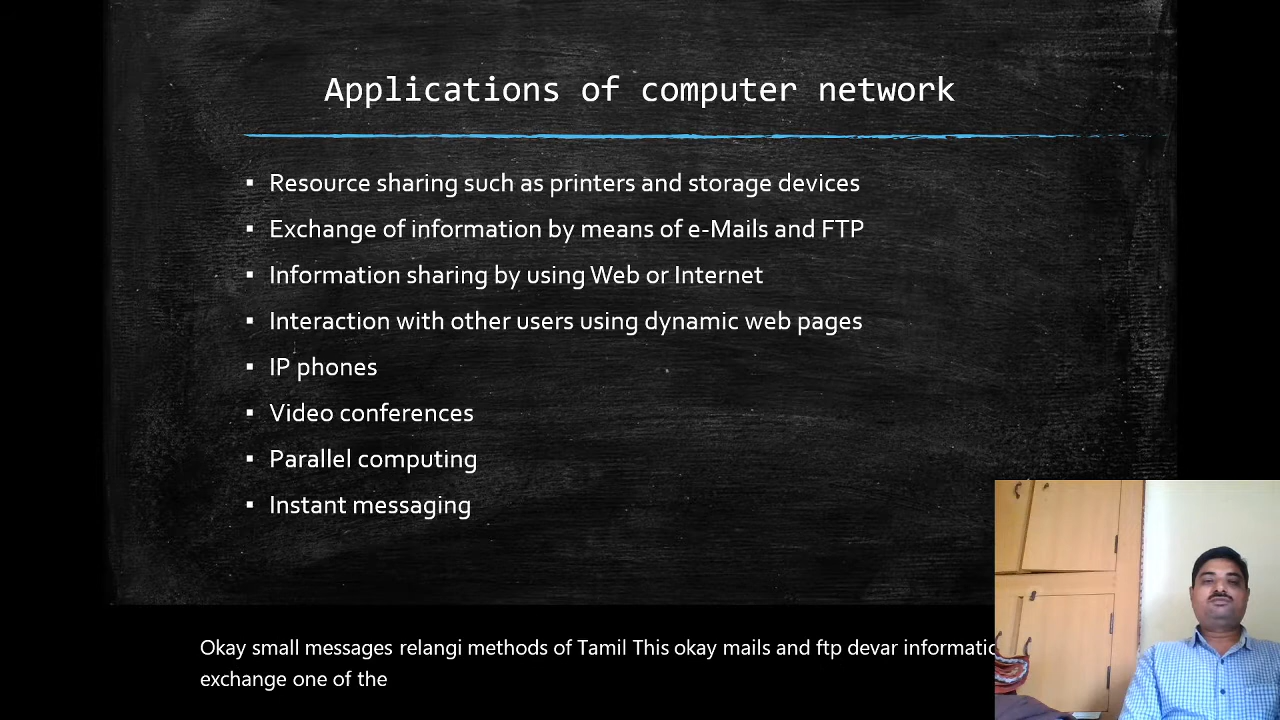 Applications of computer network
▪ Resource sharing such as printers and storage devices
▪ Exchange of information by means of e-Mails and FTP
▪ Information sharing by using Web or Internet
▪ Interaction with other users using dynamic web pages
▪ IP phones
▪ Video conferences
▪ Parallel computing
▪ Instant messaging
Okay small messages relangi methods of Tamil This okay mails and ftp devar informatio
exchange one of the